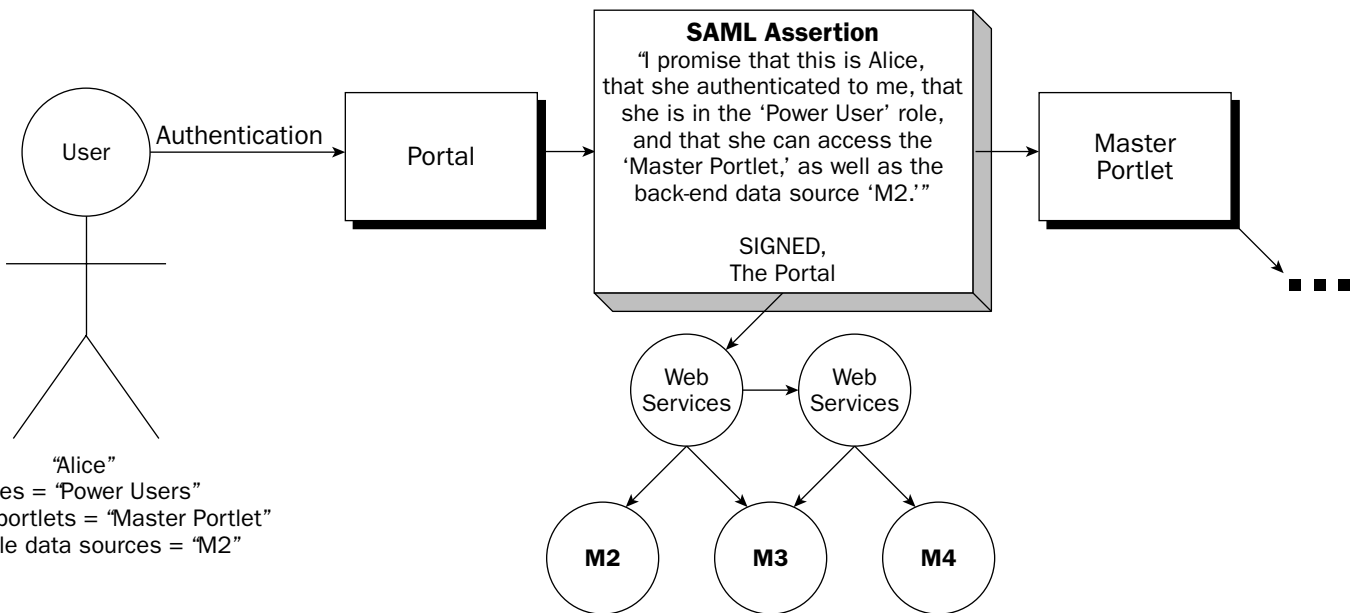 SAML Assertion
“I promise that this is Alice,
that she authenticated to me, that
she is in the ‘Power User’ role,
and that she can access the
‘Master Portlet,’ as well as the
back-end data source ‘M2.’”
SIGNED,
The Portal
User
Authentication
Portal
Master
Portlet
Web
Services
Web
Services
“Alice”
es = “Power Users”
portlets = “Master Portlet”
le data sources = “M2”
M2
M3
M4